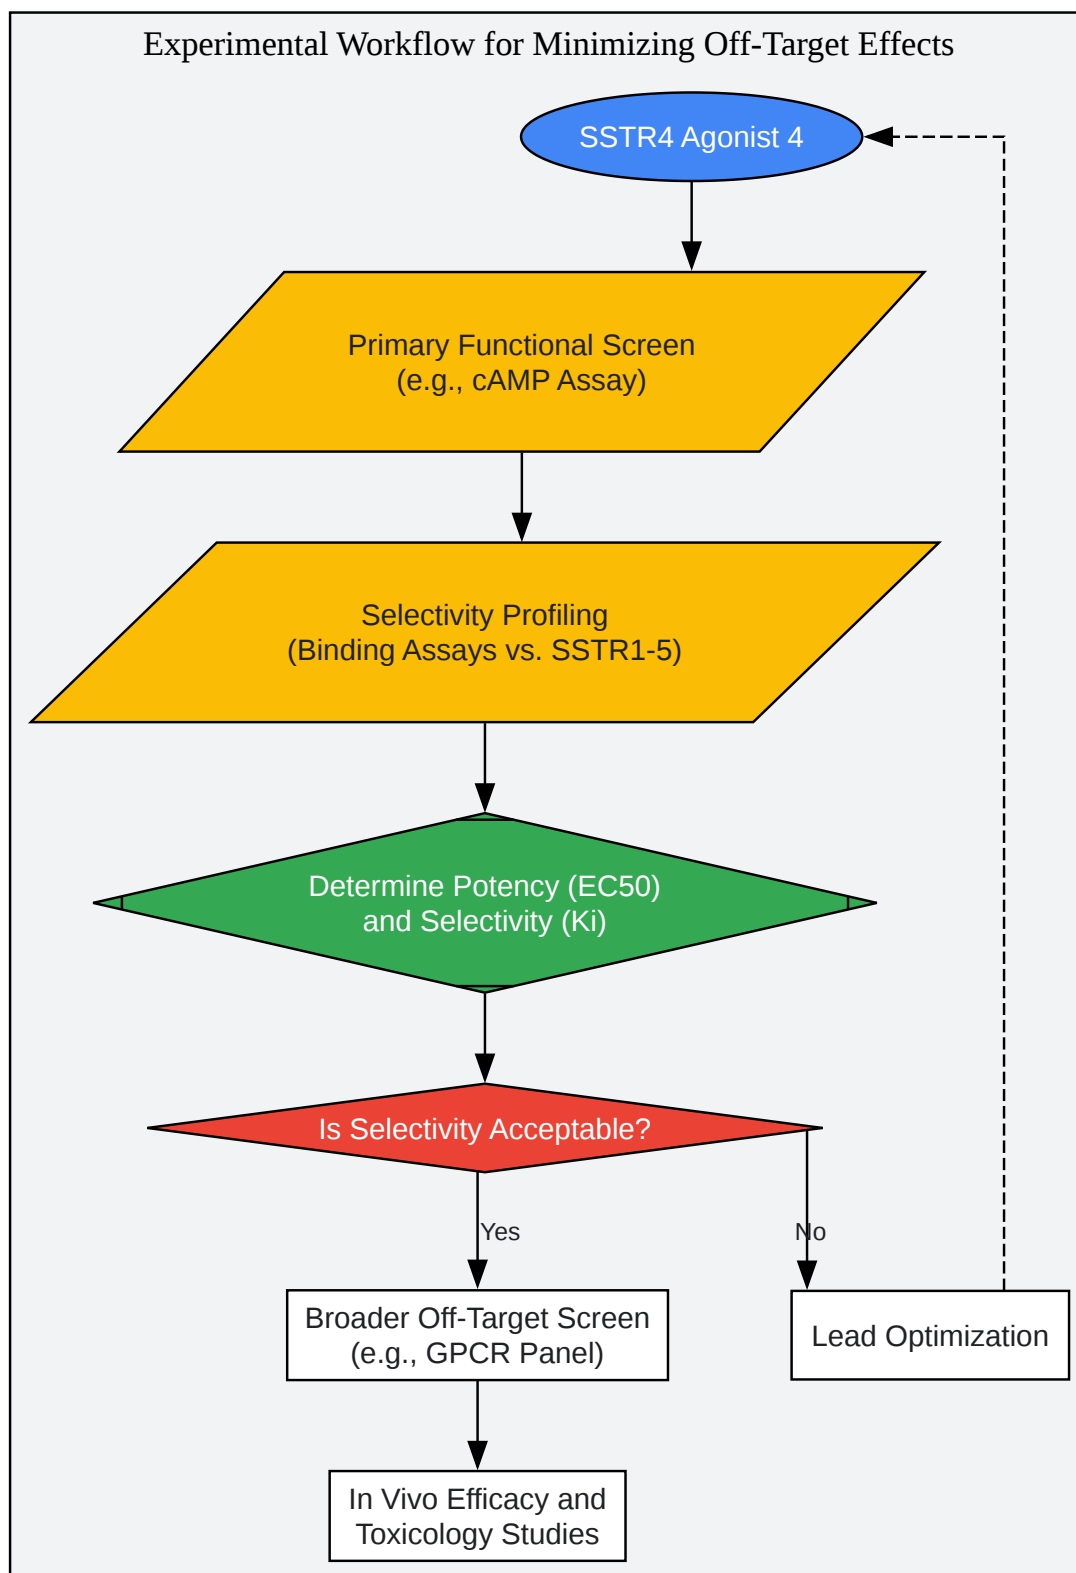 Experimental Workflow for Minimizing Off-Target Effects
SSTR4 Agonist 4
Primary Functional Screen
(e.g., cAMP Assay)
Selectivity Profiling
(Binding Assays vs. SSTR1-5)
Determine Potency (EC50)
and Selectivity (Ki)
Is Selectivity Acceptable?
Yes
No
Broader Off-Target Screen
(e.g., GPCR Panel)
Lead Optimization
In Vivo Efficacy and
Toxicology Studies